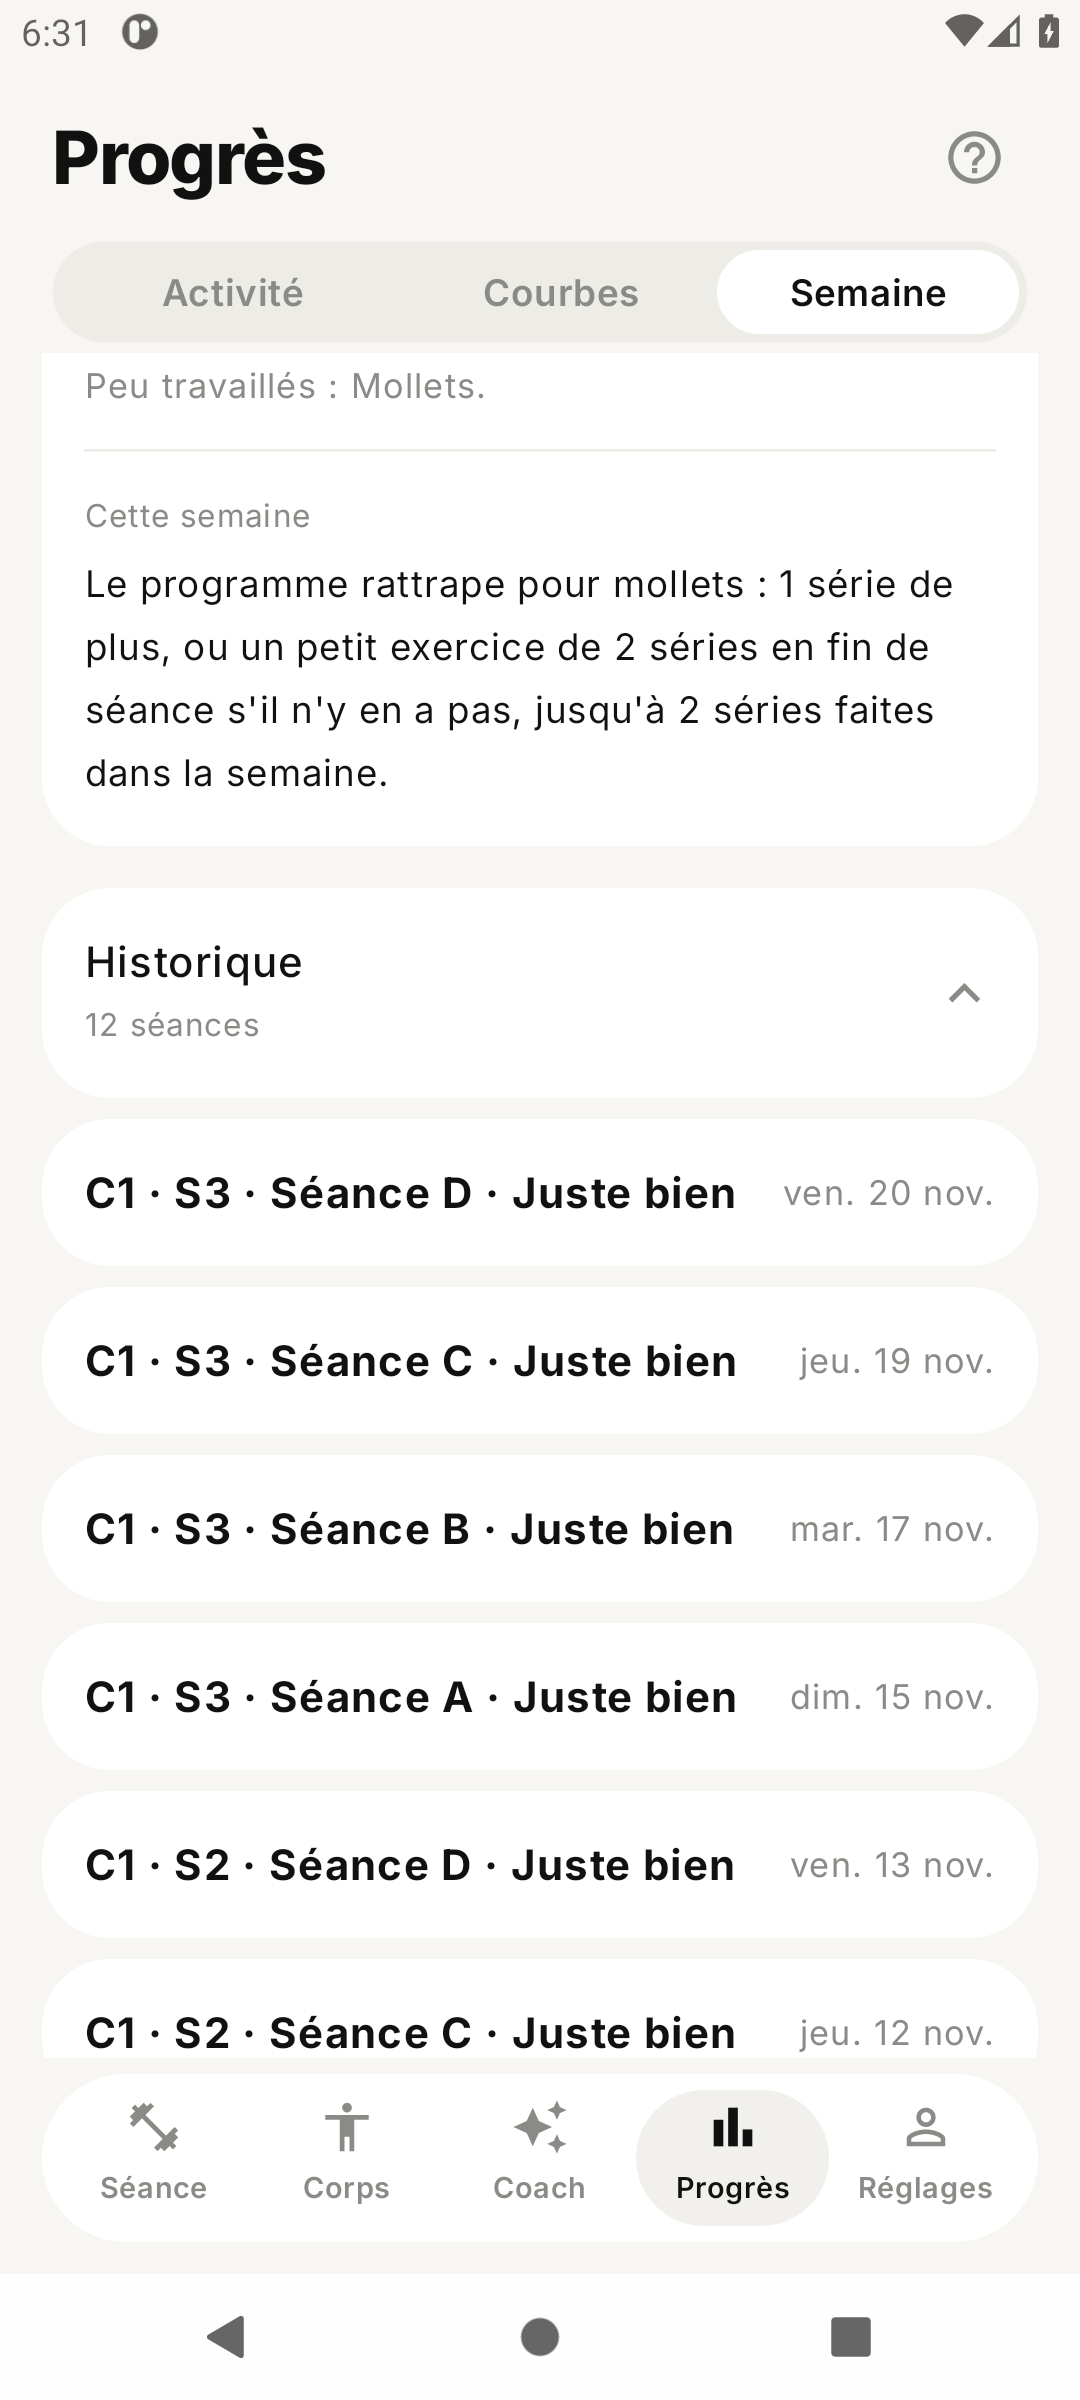 6:31
Progrès
Activité
Courbes
Semaine
Peu travaillés : Mollets.
Cette semaine
Le programme rattrape pour mollets : 1 série de
plus, ou un petit exercice de 2 séries en fin de
séance s'il n'y en a pas, jusqu'à 2 séries faites
dans la semaine.
Historique
12 séances
C1 · S3 · Séance D · Juste bien ven. 20 nov.
C1 · S3 · Séance C · Juste bien jeu. 19 nov.
C1 · S3 · Séance B · Juste bien mar. 17 nov.
C1 · S3 · Séance A · Juste bien dim. 15 nov.
C1 · S2 · Séance D · Juste bien ven. 13 nov.
C1 · S2 · Séance C · Juste bien jeu. 12 nov.
Séance
Corps
Coach
Progrès
Réglages